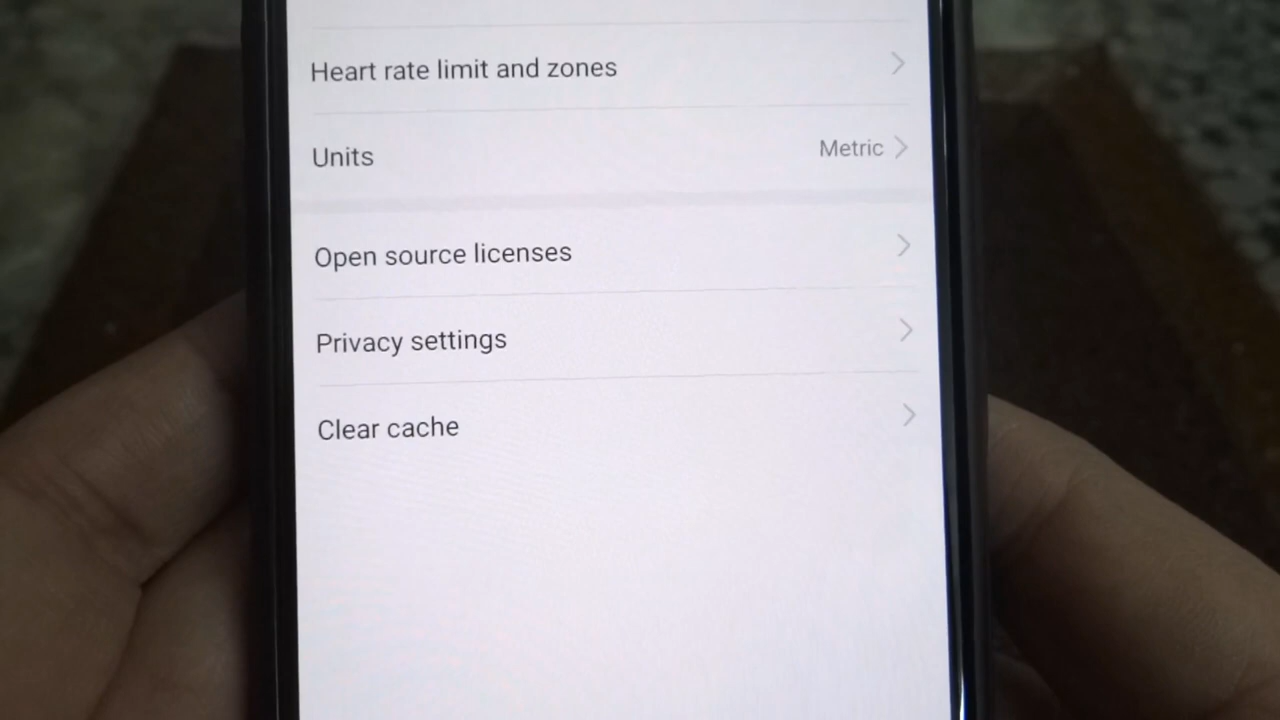 Heart rate limit and zones
Units Metric
Open source licenses
Privacy settings
Clear cache